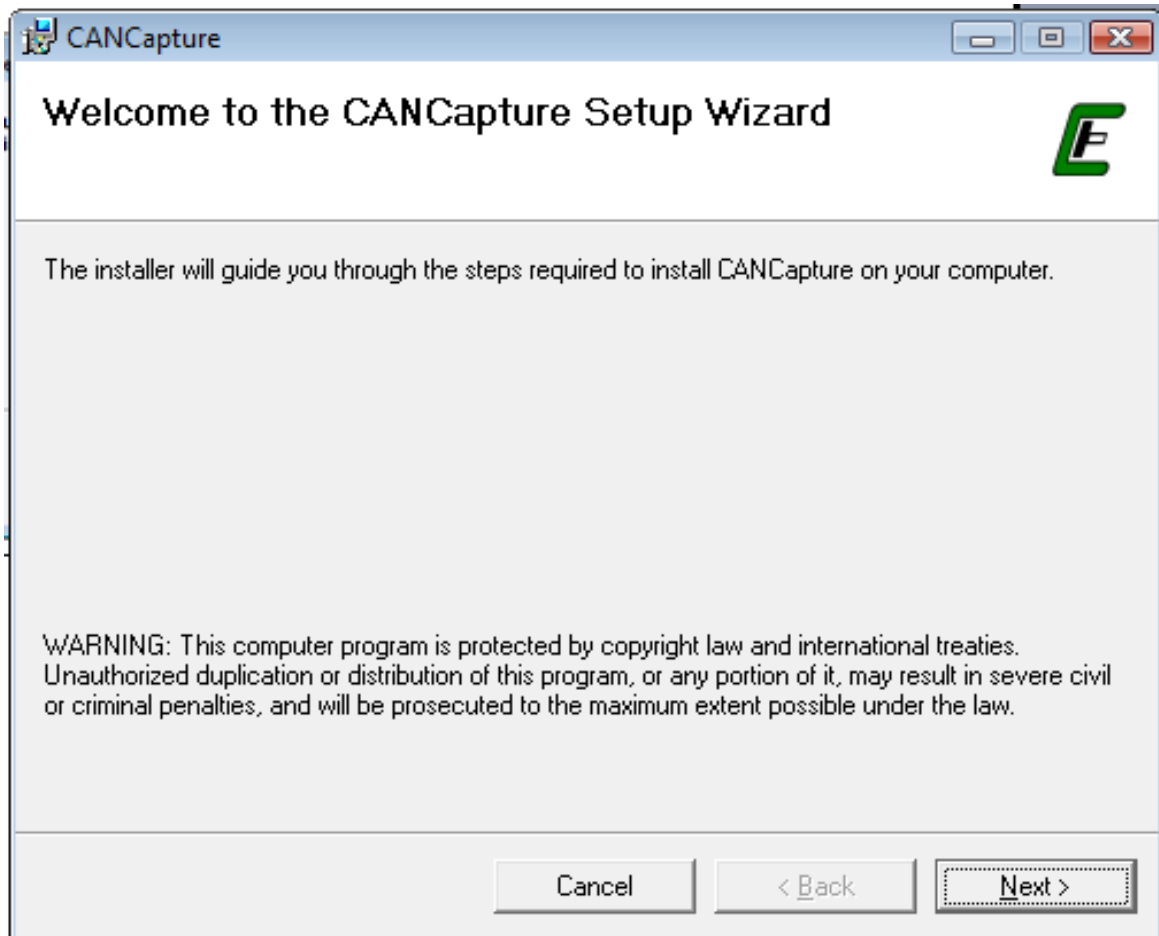 CANCapture
Welcome to the CANCapture Setup Wizard
The installer will guide you through the steps required to install CANCapture on your computer.
WARNING: This computer program is protected by copyright law and international treaties.
Unauthorized duplication or distribution of this program, or any portion of it, may result in severe civil
or criminal penalties, and will be prosecuted to the maximum extent possible under the law.
Cancel
< Back
Next >